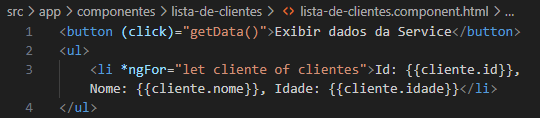 src > app > componentes > lista-de-clientes > <> lista-de-clientes.component.html > ...
1 <button (click)="getData()">Exibir dados da Service</button>
2 <ul>
3 <li *ngFor="let cliente of clientes">Id: {{cliente.id}},
Nome: {{cliente.nome}}, Idade: {{cliente.idade}}</li>
4 </ul>